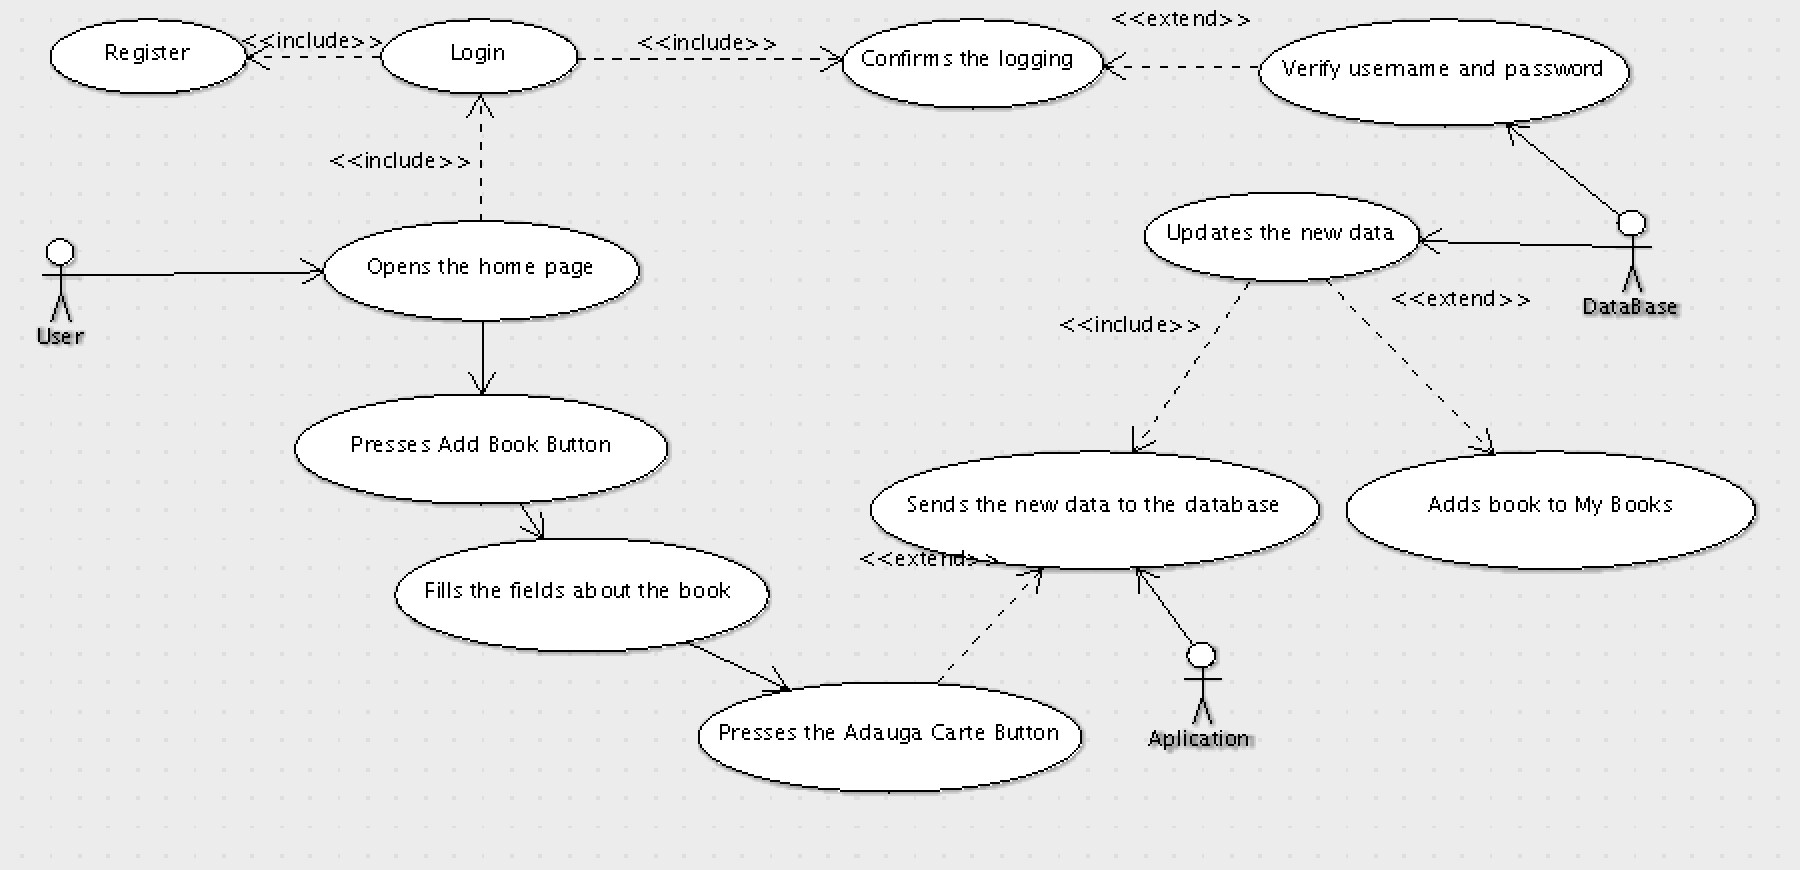 <<extend>>
Register
<<include>>
Login
<<include>>
Confirms the logging
Verify username and password
<<include>>
Updates the new data
Opens the home page
User
<<include>>
<<extend>>
DataBase
Presses Add Book Button
Sends the new data to the database
Adds book to My Books
<<extend>>
Fills the fields about the book
Presses the Adauga Carte Button
Aplication